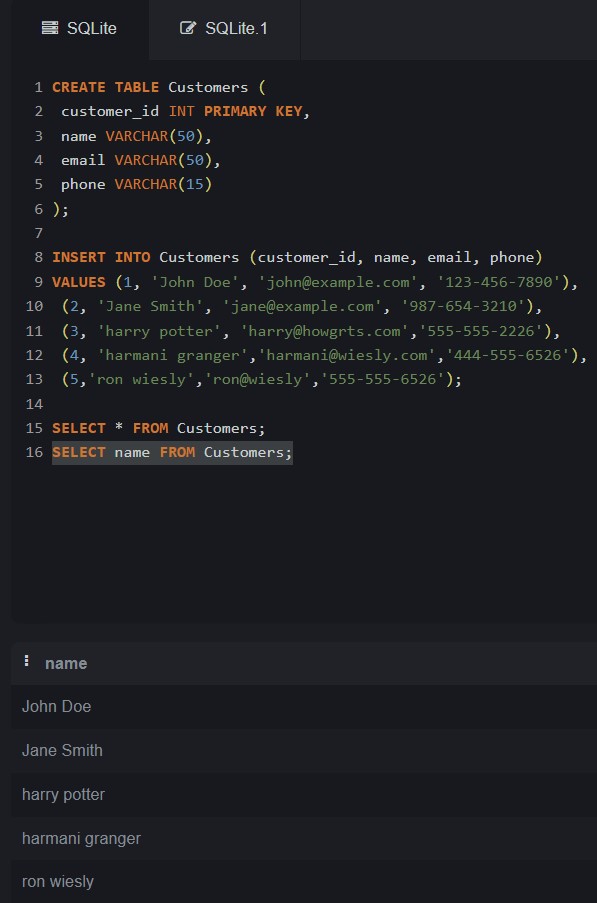 SQLite SQLite.1
1 CREATE TABLE Customers (
2 customer_id INT PRIMARY KEY,
3 name VARCHAR(50),
4 email VARCHAR(50),
5 phone VARCHAR(15)
6 );
7
8 INSERT INTO Customers (customer_id, name, email, phone)
9 VALUES (1, 'John Doe', 'john@example.com', '123-456-7890'),
10 (2, 'Jane Smith', 'jane@example.com', '987-654-3210'),
11 (3, 'harry potter', 'harry@howgrts.com','555-555-2226'),
12 (4, 'harmani granger','harmani@wiesly.com','444-555-6526'),
13 (5,'ron wiesly','ron@wiesly','555-555-6526');
14
15 SELECT * FROM Customers;
16 SELECT name FROM Customers;
name
John Doe
Jane Smith
harry potter
harmani granger
ron wiesly